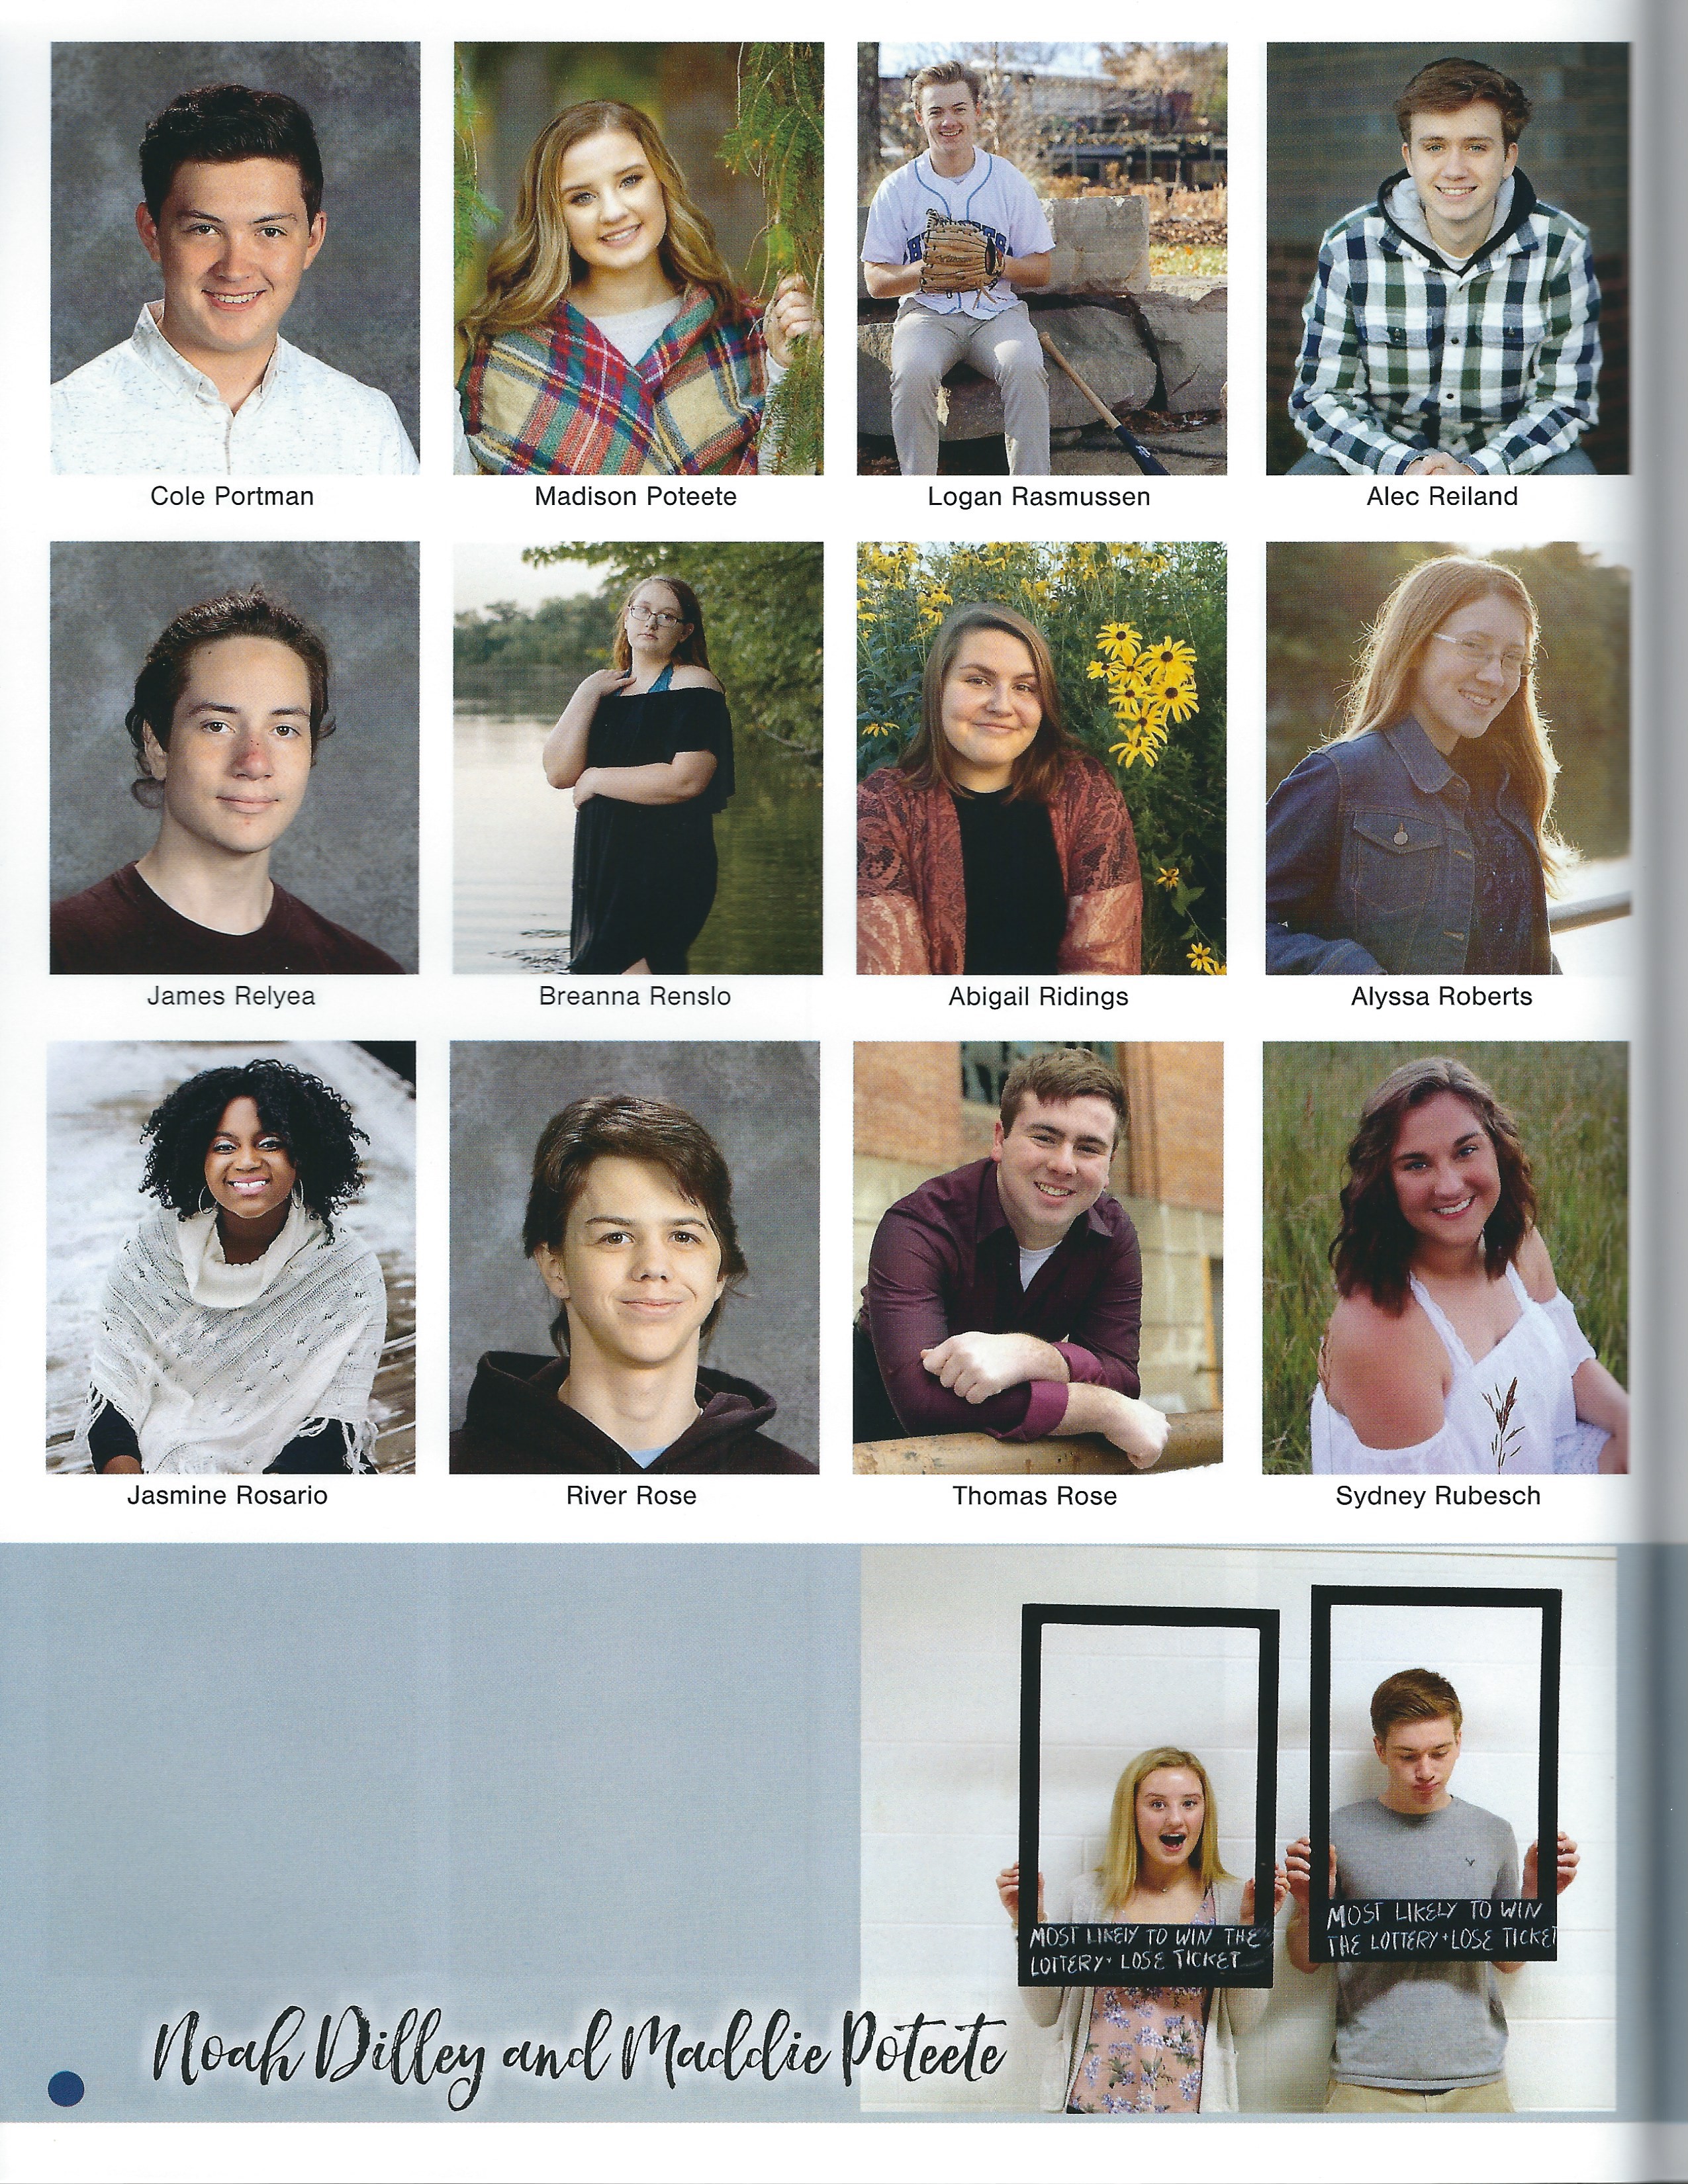 Cole Portman
Madison Poteete
Logan Rasmussen
Alec Reiland
James Relyea
Breanna Renslo
Abigail Ridings
Alyssa Roberts
Jasmine Rosario
River Rose
Thomas Rose
Sydney Rubesch
MOST LIKELY TO WIN THE
LOTTERY + LOSE TICKET
MOST LIKELY TO WIN
THE LOTTERY + LOSE TICKET
Noah Dilley and Maddie Poteete